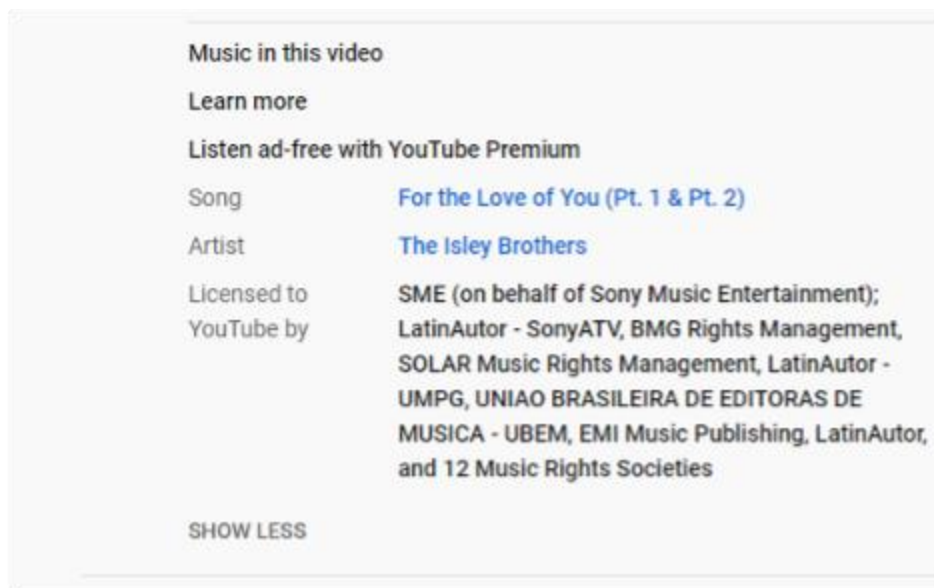 Music in this video
Learn more
Listen ad-free with YouTube Premium
Song For the Love of You (Pt. 1 & Pt. 2)
Artist The Isley Brothers
Licensed to YouTube by SME (on behalf of Sony Music Entertainment);
LatinAutor - SonyATV, BMG Rights Management,
SOLAR Music Rights Management, LatinAutor -
UMPG, UNIAO BRASILEIRA DE EDITORAS DE
MUSICA - UBEM, EMI Music Publishing, LatinAutor,
and 12 Music Rights Societies
SHOW LESS